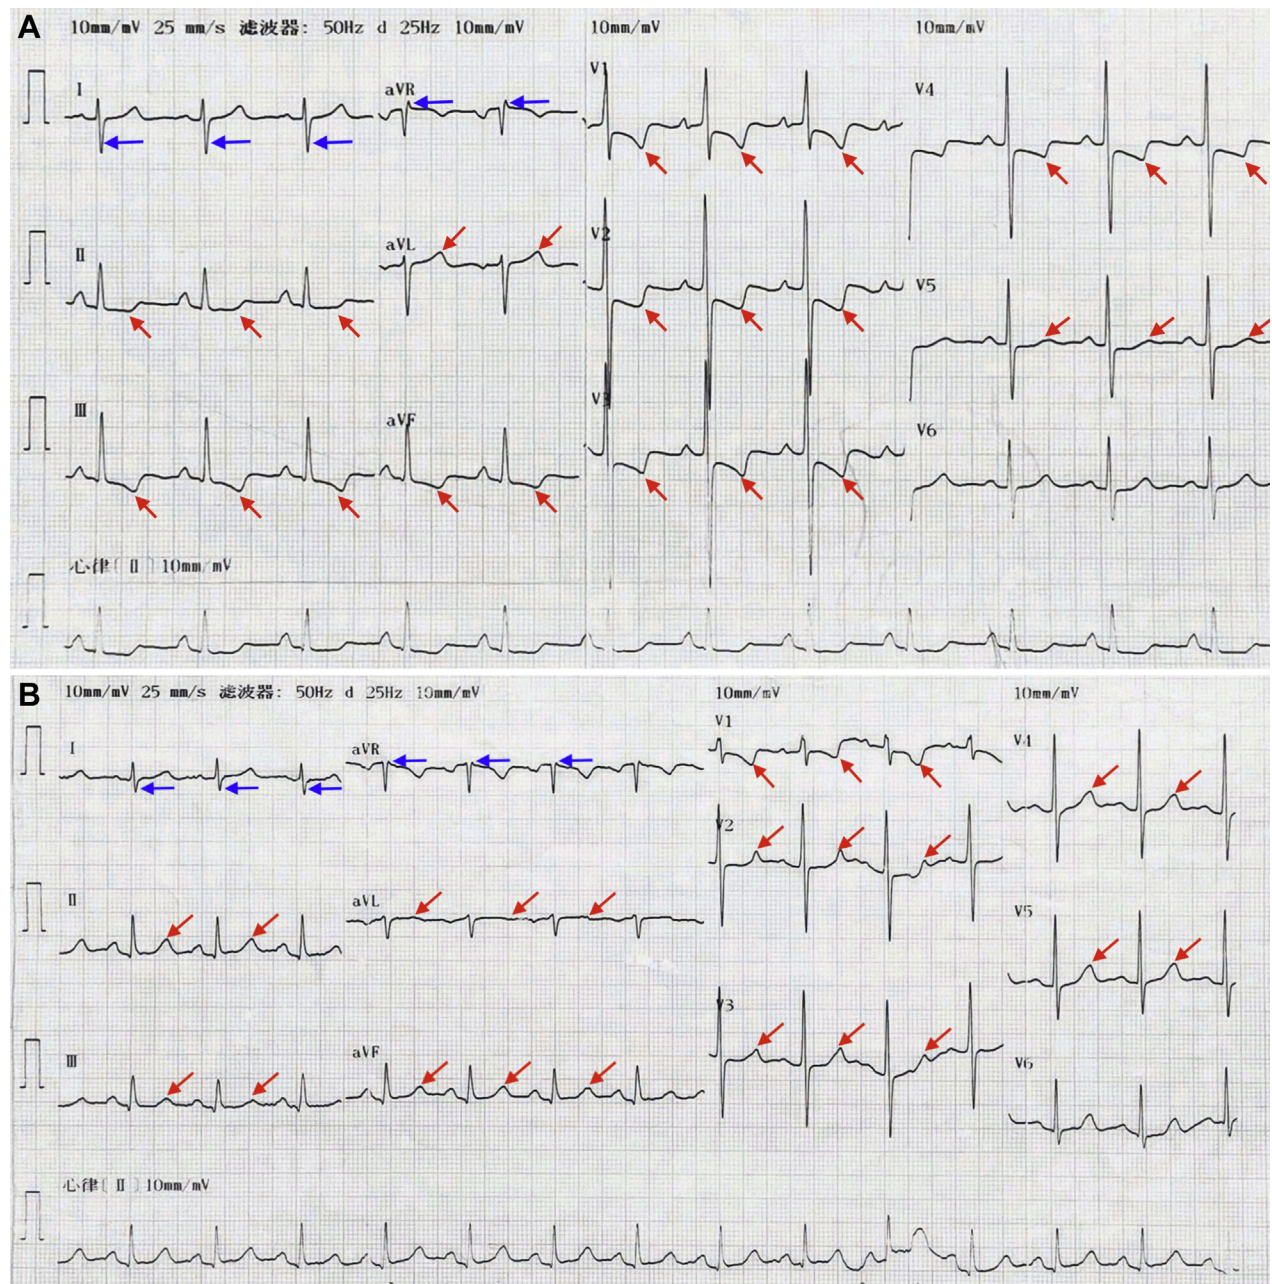 A
10mm/mV 25 mm/s 滤波器: 50Hz d 25Hz 10mm/mV
10mm/mV
10mm/mV
I
aVR
V1
V4
II
aVL
V2
V5
III
aVF
V3
V6
心律[ II ]10mm/mV
B
10mm/mV 25 mm/s 滤波器: 50Hz d 25Hz 10mm/mV
10mm/mV
10mm/mV
I
aVR
V1
V4
II
aVL
V2
V5
III
aVF
V3
V6
心律[ II ]10mm/mV